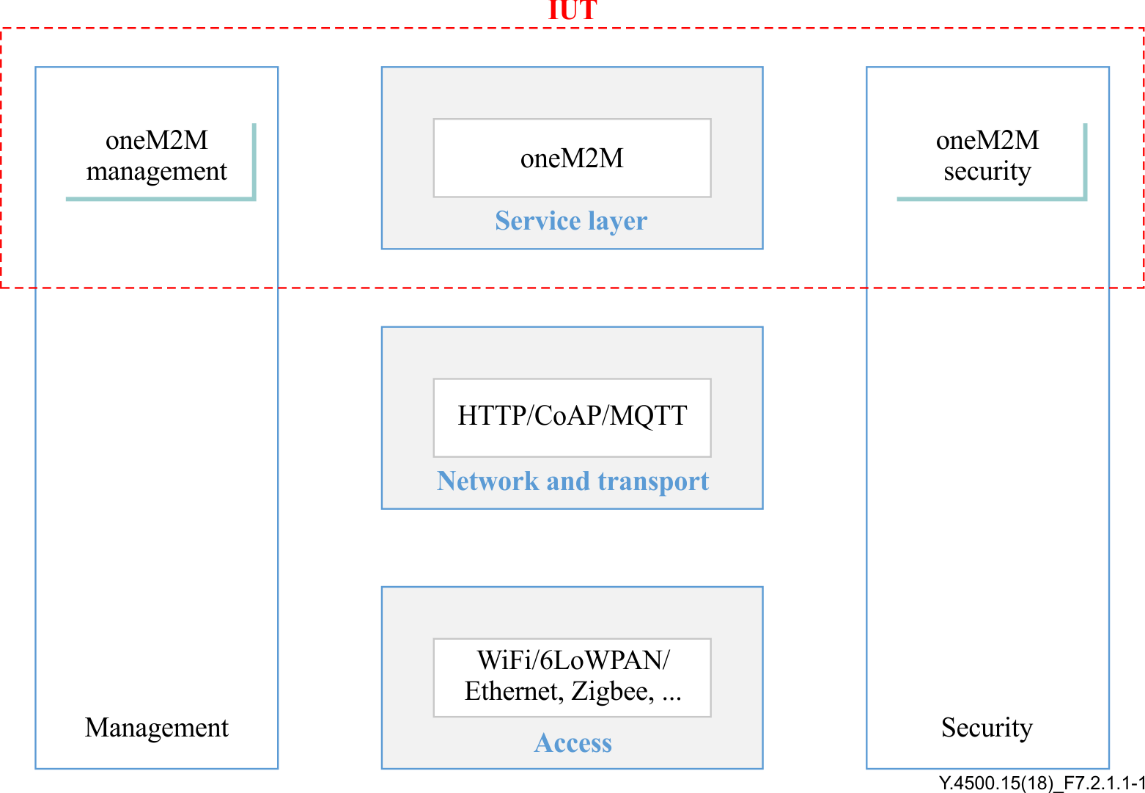 IUT
oneM2M
management
oneM2M
Service layer
oneM2M
security
HTTP/CoAP/MQTT
Network and transport
WiFi/6LoWPAN/
Ethernet, Zigbee, ...
Access
Management
Security
Y.4500.15(18)_F7.2.1.1-1